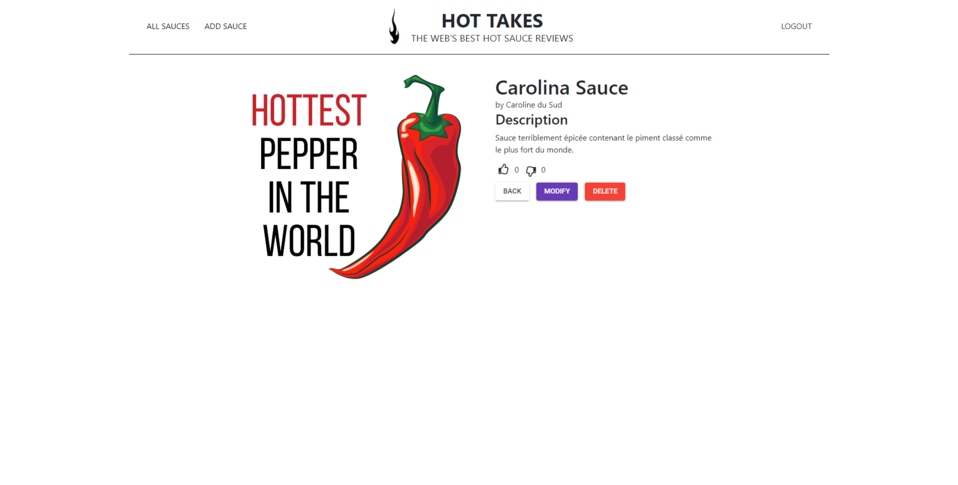 ALL SAUCES
ADD SAUCE
HOT TAKES
THE WEB'S BEST HOT SAUCE REVIEWS
LOGOUT
HOTTEST
PEPPER
IN THE
WORLD
Carolina Sauce
by Caroline du Sud
Description
Sauce terriblement épicée contenant le piment classé comme
le plus fort du monde.
0
0
BACK
MODIFY
DELETE